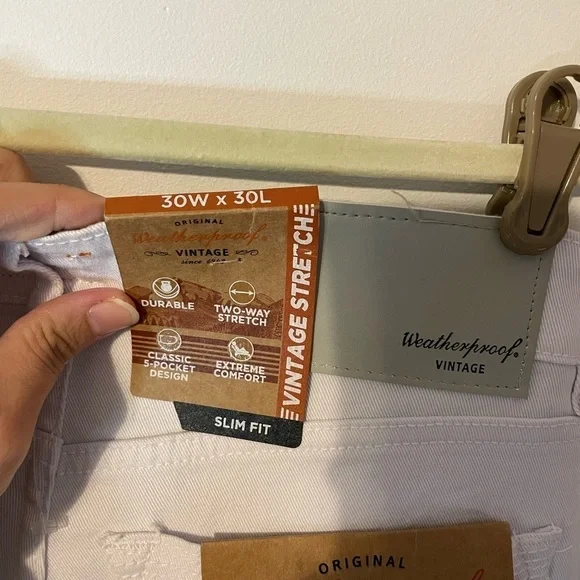 30W x 30L
ORIGINAL
Weatherproof
VINTAGE
since
DURABLE
TWO-WAY
STRETCH
CLASSIC
5-POCKET
DESIGN
EXTREME
COMFORT
VINTAGE STRETCH
SLIM FIT
Weatherproof
VINTAGE
ORIGINAL